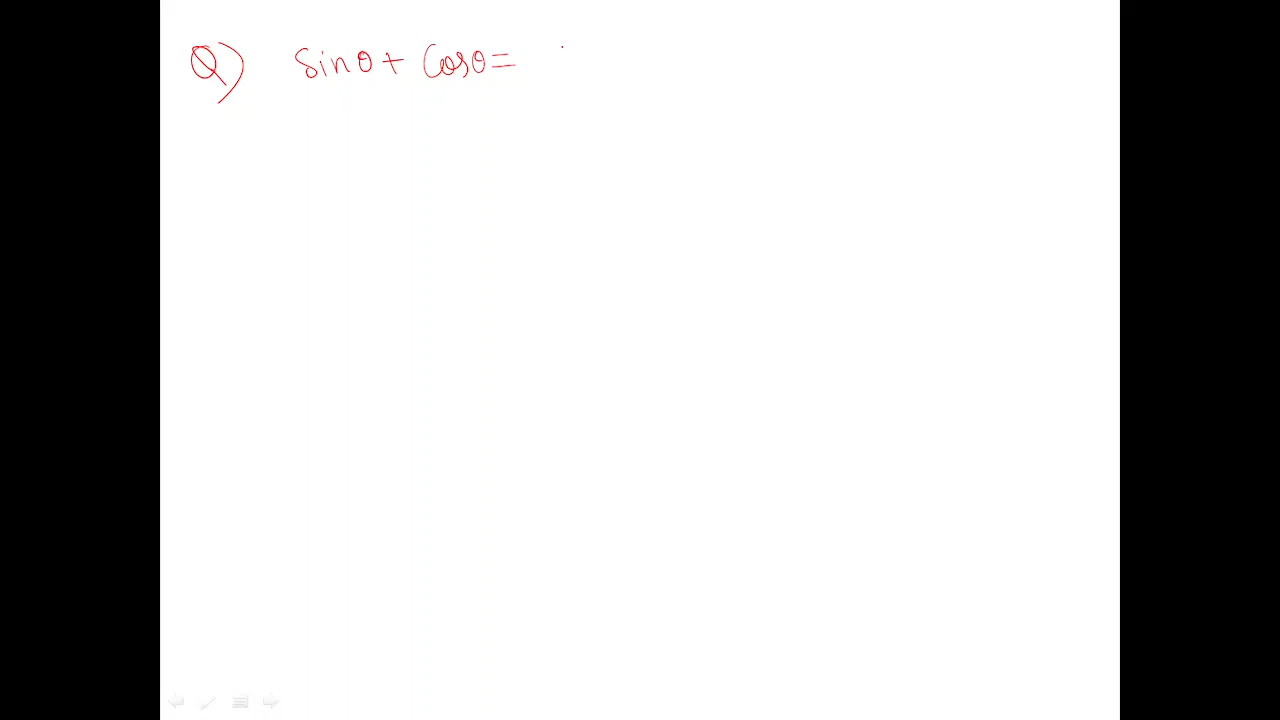 Q) Sinθ + Cosθ =